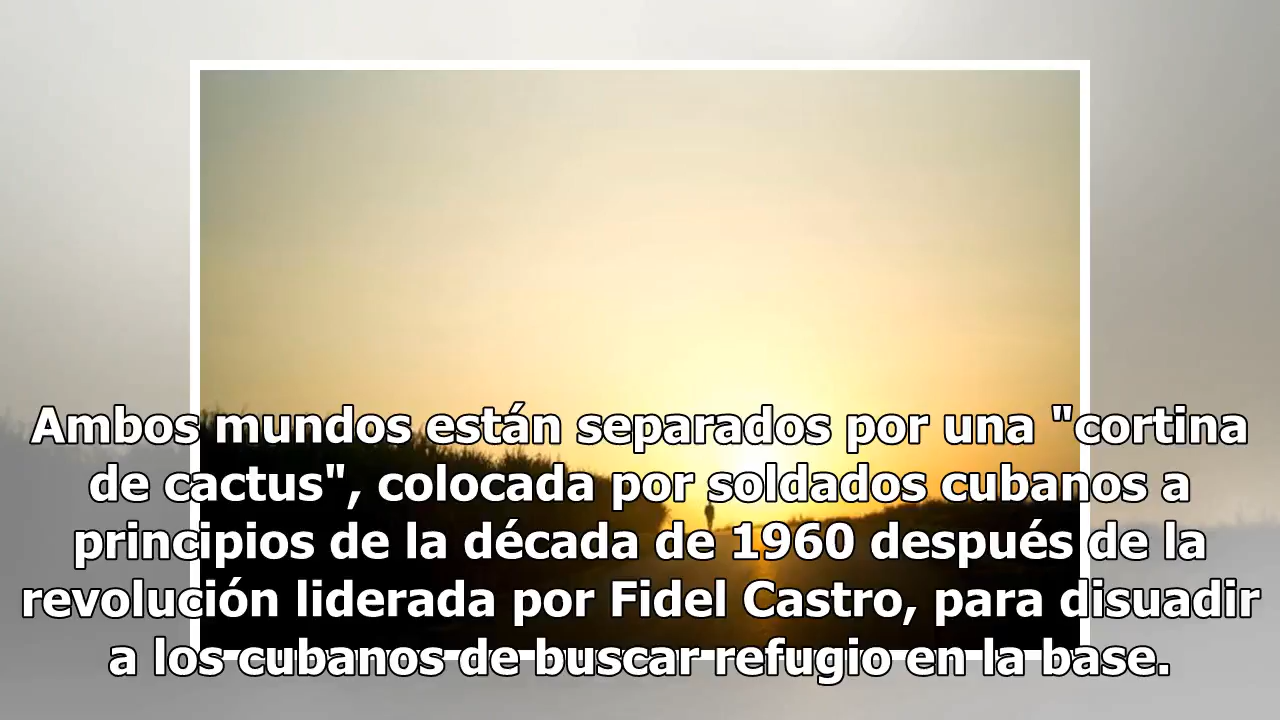 Ambos mundos están separados por una "cortina
de cactus", colocada por soldados cubanos a
principios de la década de 1960 después de la
revolución liderada por Fidel Castro, para disuadir
a los cubanos de buscar refugio en la base.